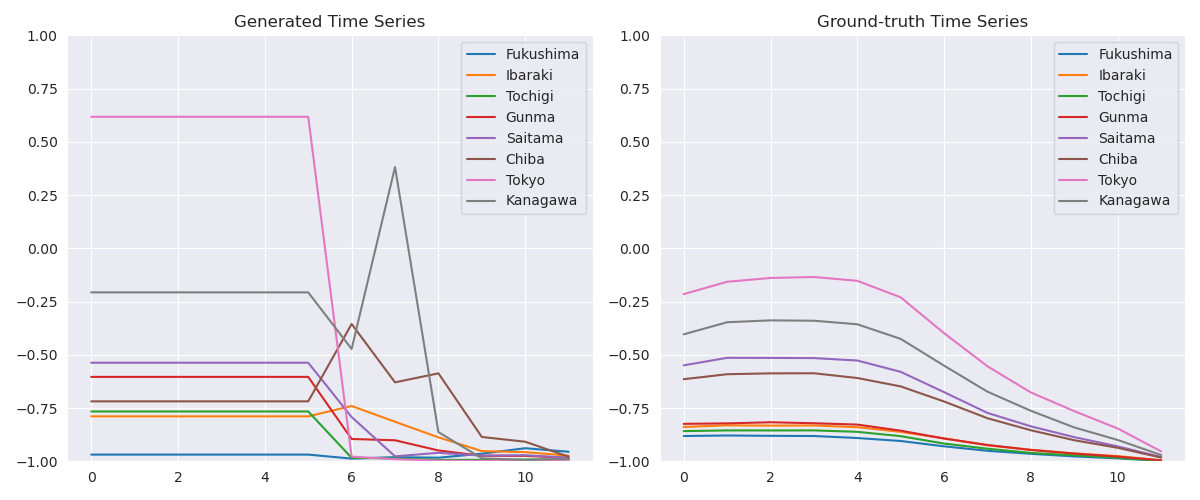 Generated Time Series
1.00
0.75
0.50
0.25
0.00
−0.25
−0.50
−0.75
−1.00
0 2 4 6 8 10
Fukushima
Ibaraki
Tochigi
Gunma
Saitama
Chiba
Tokyo
Kanagawa
Ground-truth Time Series
1.00
0.75
0.50
0.25
0.00
−0.25
−0.50
−0.75
−1.00
0 2 4 6 8 10
Fukushima
Ibaraki
Tochigi
Gunma
Saitama
Chiba
Tokyo
Kanagawa